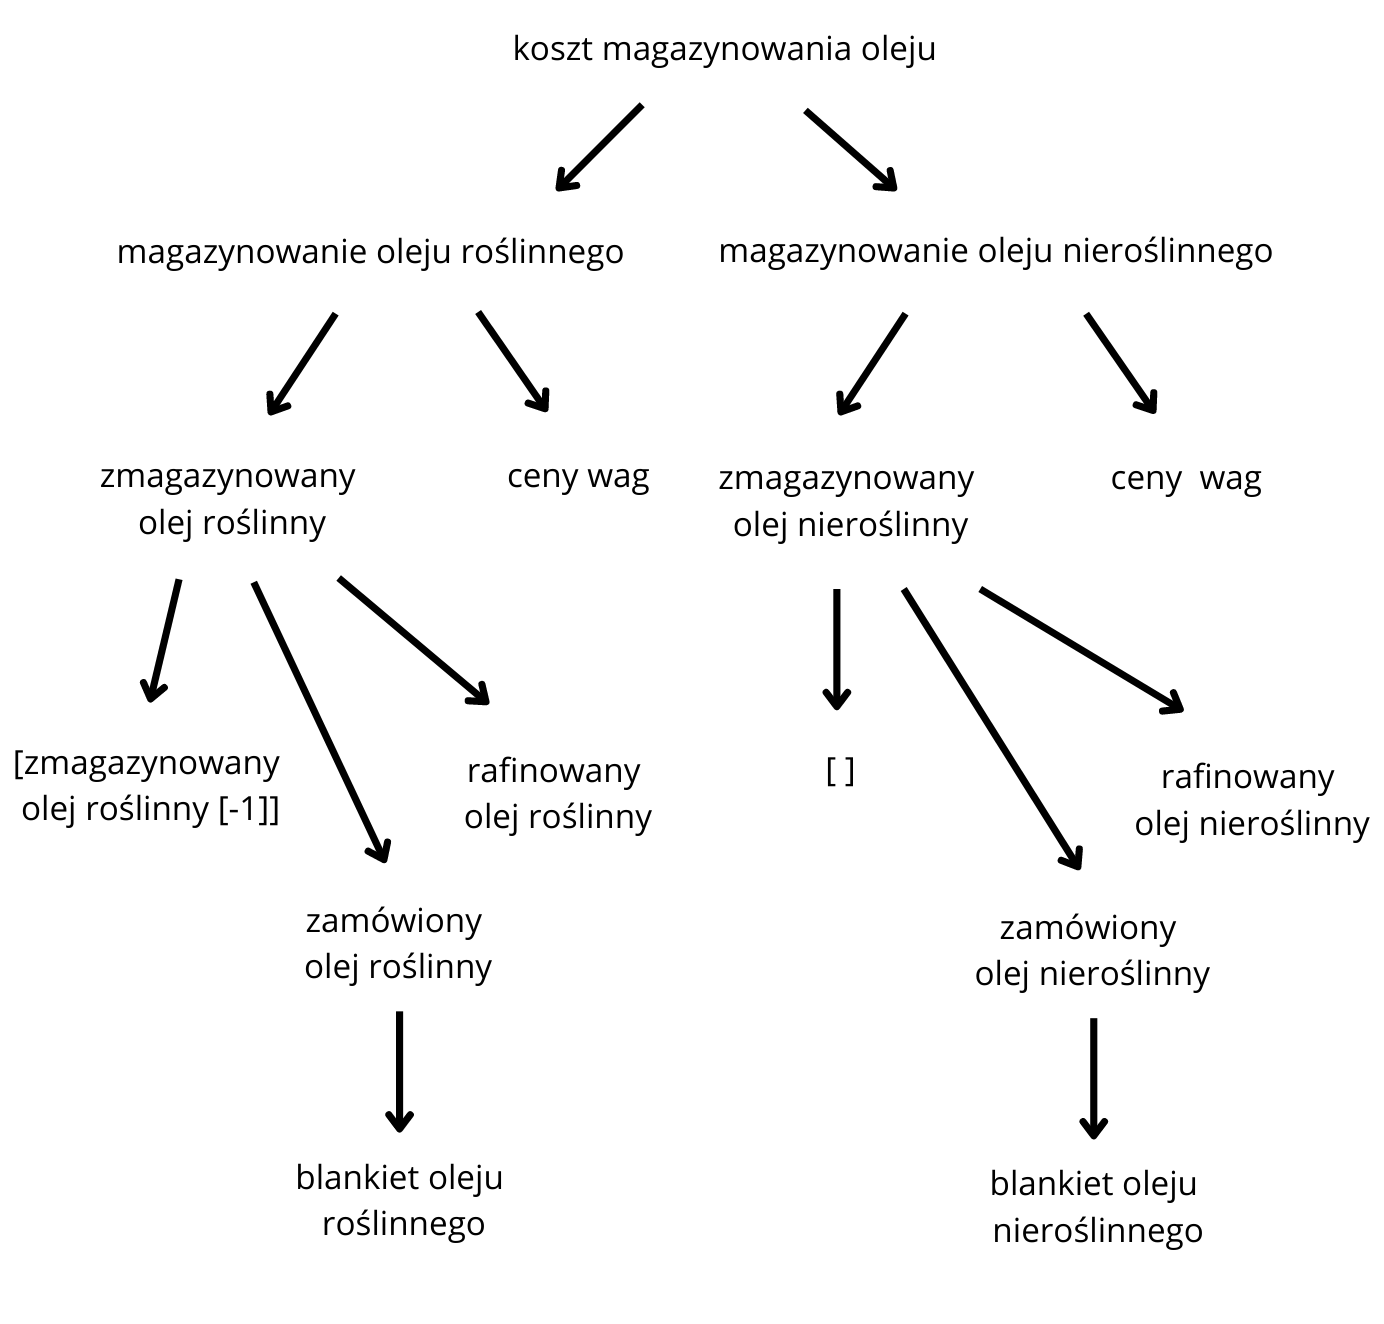 koszt magazynowania oleju
magazynowanie oleju roślinnego
magazynowanie oleju nieroślinnego
zmagazynowany
olej roślinny
ceny wag
zmagazynowany
olej nieroślinny
ceny  wag
[zmagazynowany
olej roślinny [-1]]
rafinowany
olej roślinny
[ ]
rafinowany
olej nieroślinny
zamówiony
olej roślinny
zamówiony
olej nieroślinny
blankiet oleju
roślinnego
blankiet oleju
nieroślinnego